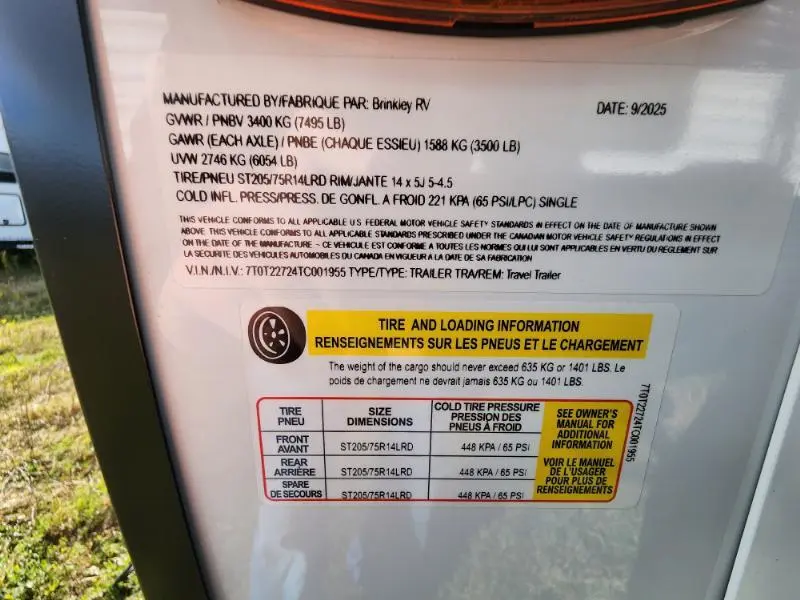 MANUFACTURED BY/FABRIQUE PAR: Brinkley RV DATE: 9/2025
GVWR / PNBV 3400 KG (7495 LB)
GAWR (EACH AXLE) / PNBE (CHAQUE ESSIEU) 1588 KG (3500 LB)
UVW 2746 KG (6054 LB)
TIRE/PNEU ST205/75R14LRD RIM/JANTE 14 x 5J 5-4.5
COLD INFL. PRESS/PRESS. DE GONFL. A FROID 221 KPA (65 PSI/LPC) SINGLE
THIS VEHICLE CONFORMS TO ALL APPLICABLE U.S FEDERAL MOTOR VEHICLE SAFETY STANDARDS IN EFFECT ON THE DATE OF MANUFACTURE SHOWN
ABOVE. THIS VEHICLE CONFORMS TO ALL APPLICABLE STANDARDS PRESCRIBED UNDER THE CANADIAN MOTOR VEHICLE SAFETY REGULATIONS IN EFFECT
ON THE DATE OF THE MANUFACTURE – CE VEHICULE EST CONFORME A TOUTES LES NORMES QUI LUI SONT APPLICABLES EN VERTU DU REGLEMENT SUR
LA SECURITE DES VEHICULES AUTOMOBILES DU CANADA EN VIGUEUR A LA DATE DE SA FABRICATION
V.I.N./N.I.V.: 7T0T22724TC001955 TYPE/TYPE: TRAILER TRA/REM: Travel Trailer
TIRE AND LOADING INFORMATION
RENSEIGNEMENTS SUR LES PNEUS ET LE CHARGEMENT
The weight of the cargo should never exceed 635 KG or 1401 LBS. Le
poids de chargement ne devrait jamais 635 KG ou 1401 LBS.
TIRE
PNEU
SIZE
DIMENSIONS
COLD TIRE PRESSURE
PRESSION DES
PNEUS À FROID
FRONT
AVANT
ST205/75R14LRD
448 KPA / 65 PSI
REAR
ARRIÈRE
ST205/75R14LRD
448 KPA / 65 PSI
SPARE
DE SECOURS
ST205/75R14LRD
448 KPA / 65 PSI
SEE OWNER'S
MANUAL FOR
ADDITIONAL
INFORMATION
VOIR LE MANUEL
DE L'USAGER
POUR PLUS DE
RENSEIGNEMENTS
7T0T22724TC001955